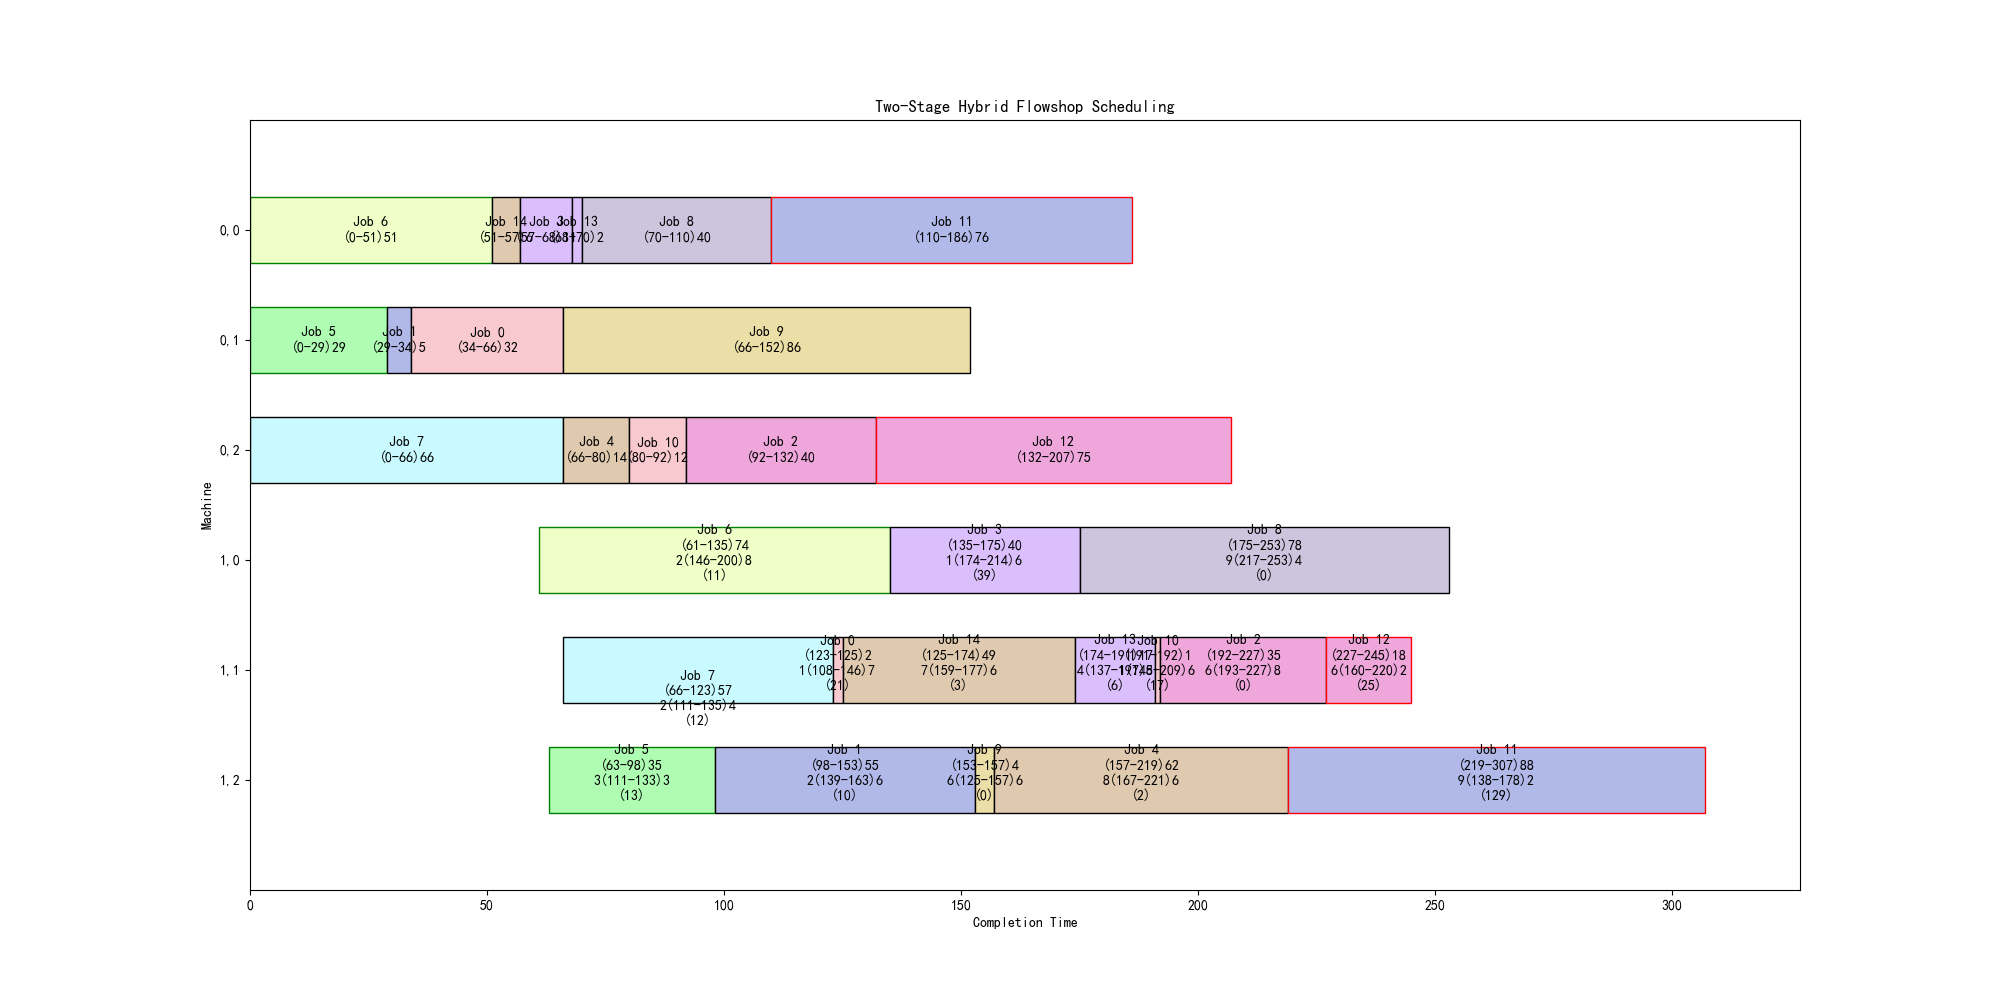 Two-Stage Hybrid Flowshop Scheduling
Machine
0,0
Job 6
(0-51)51
Job 14
(51-57)6
Job 3
(57-68)11
Job 13
(68-70)2
Job 8
(70-110)40
Job 11
(110-186)76
0,1
Job 5
(0-29)29
Job 1
(29-34)5
Job 0
(34-66)32
Job 9
(66-152)86
0,2
Job 7
(0-66)66
Job 4
(66-80)14
Job 10
(80-92)12
Job 2
(92-132)40
Job 12
(132-207)75
1,0
Job 6
(61-135)74
2(146-200)8
(11)
Job 3
(135-175)40
1(174-214)6
(39)
Job 8
(175-253)78
9(217-253)4
(0)
1,1
Job 7
(66-123)57
2(111-135)4
(12)
Job 0
(123-125)2
1(108-146)7
(21)
Job 14
(125-174)49
7(159-177)6
(3)
Job 13
(174-191)17
(6)
Job 10
(191-192)1
(17)
Job 2
(192-227)35
6(193-227)8
(0)
Job 12
(227-245)18
6(160-220)2
(25)
1,2
Job 5
(63-98)35
3(111-133)3
(13)
Job 1
(98-153)55
2(139-163)6
(10)
Job 9
(153-157)4
6(125-157)6
(0)
Job 4
(157-219)62
8(167-221)6
(2)
Job 11
(219-307)88
9(138-178)2
(129)
0
50
100
150
200
250
300
Completion Time